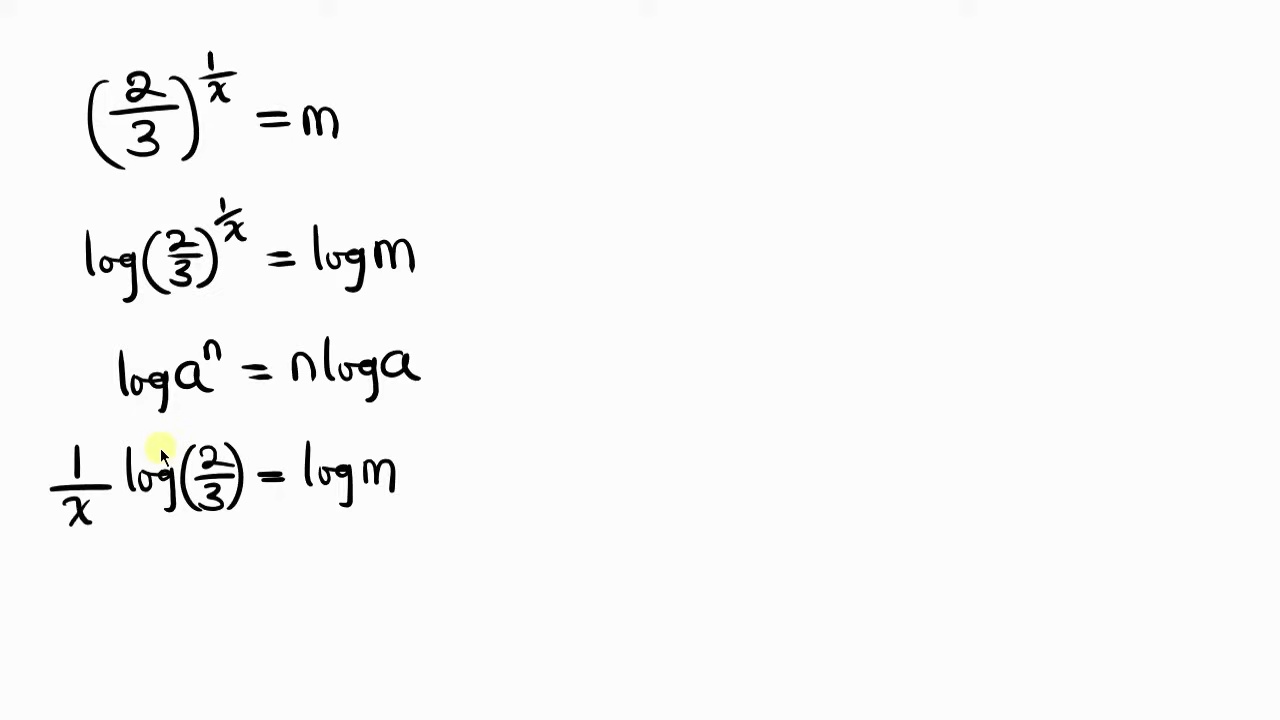 (2/3)^(1/x) = m
log(2/3)^(1/x) = log m
log a^n = n log a
1/x log(2/3) = log m